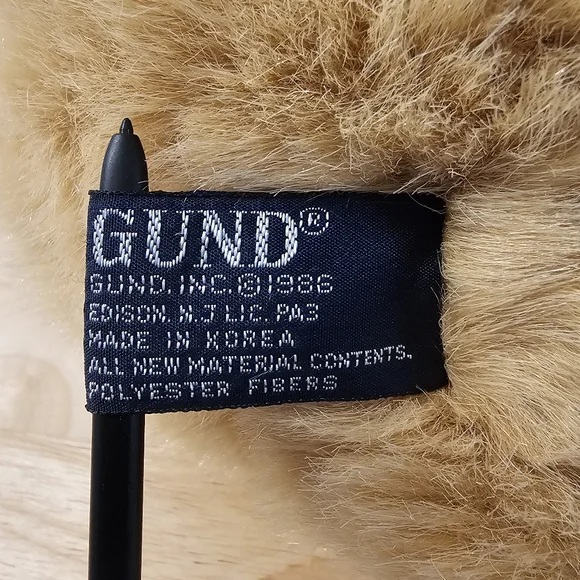 GUND®
GUND, INC.©1986
EDISON, N.J LIC. PA3
MADE IN KOREA
ALL NEW MATERIAL CONTENTS.
POLYESTER FIBERS